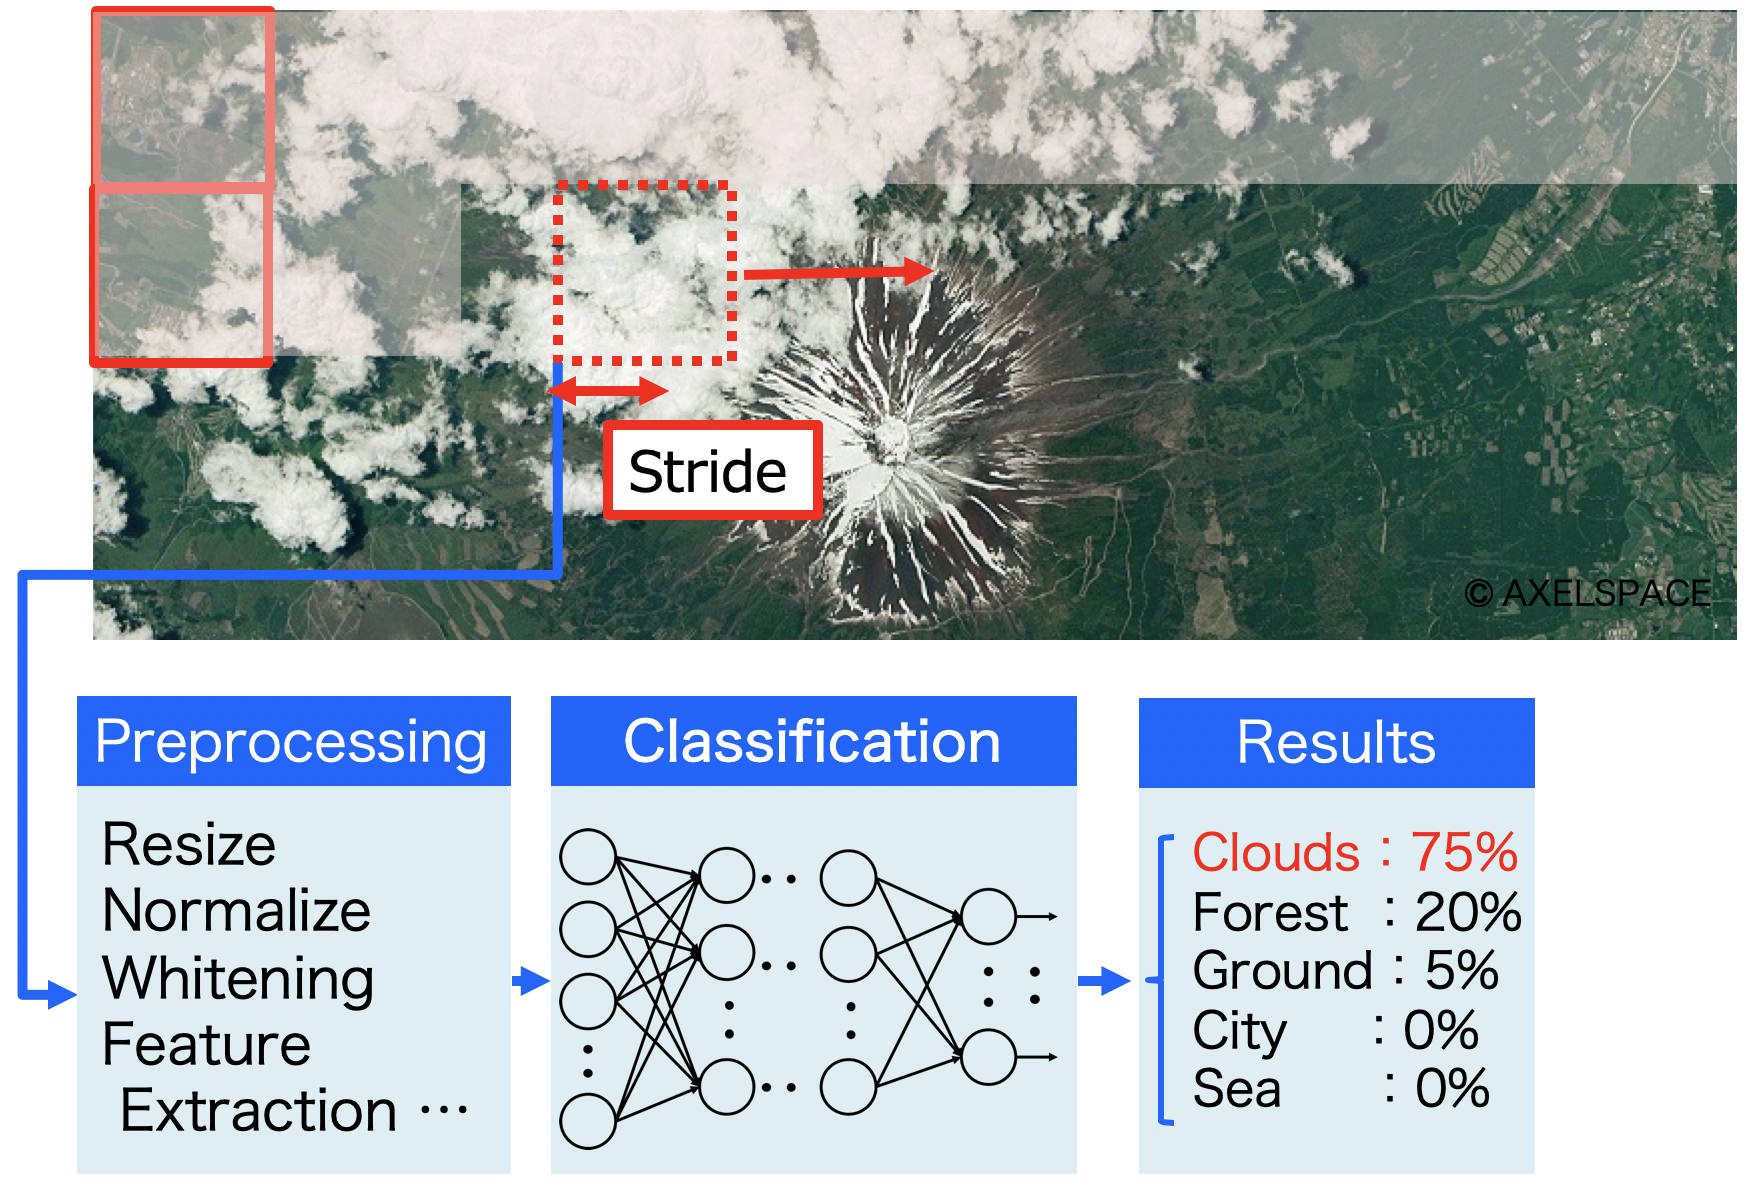 Stride
© AXELSPACE
Preprocessing
Resize
Normalize
Whitening
Feature
Extraction …
Classification
Results
Clouds : 75%
Forest : 20%
Ground : 5%
City : 0%
Sea : 0%